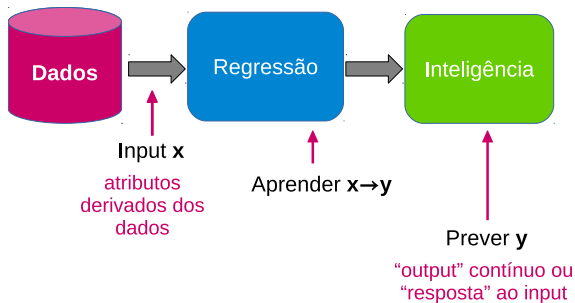 Dados
Regressão
Inteligência
Input x
atributos
derivados dos
dados
Aprender x→y
Prever y
“output” contínuo ou
“resposta” ao input